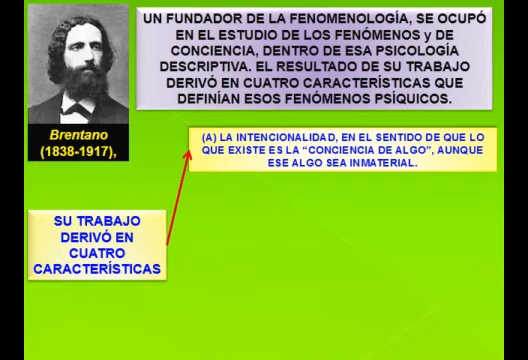 UN FUNDADOR DE LA FENOMENOLOGÍA, SE OCUPÓ
EN EL ESTUDIO DE LOS FENÓMENOS y DE
CONCIENCIA, DENTRO DE ESA PSICOLOGÍA
DESCRIPTIVA. EL RESULTADO DE SU TRABAJO
DERIVÓ EN CUATRO CARACTERÍSTICAS QUE
DEFINÍAN ESOS FENÓMENOS PSÍQUICOS.
Brentano
(1838-1917),
(A) LA INTENCIONALIDAD, EN EL SENTIDO DE QUE LO
QUE EXISTE ES LA “CONCIENCIA DE ALGO”, AUNQUE
ESE ALGO SEA INMATERIAL.
SU TRABAJO
DERIVÓ EN
CUATRO
CARACTERÍSTICAS